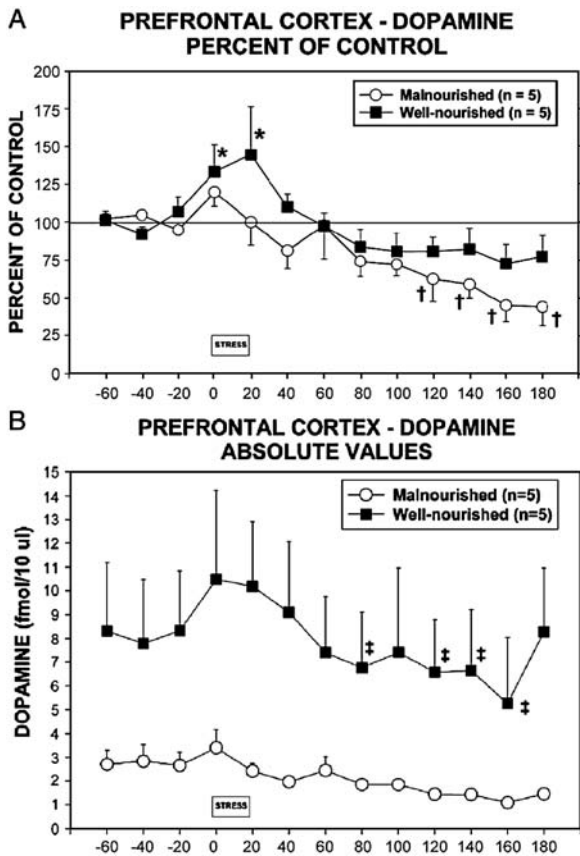 A
PREFRONTAL CORTEX - DOPAMINE
PERCENT OF CONTROL
PERCENT OF CONTROL
200
175
150
125
100
75
50
25
0
Malnourished (n = 5)
Well-nourished (n = 5)
*
*
† † † †
STRESS
-60 -40 -20 0 20 40 60 80 100 120 140 160 180
B
PREFRONTAL CORTEX - DOPAMINE
ABSOLUTE VALUES
DOPAMINE (fmol/10 ul)
15
14
13
12
11
10
9
8
7
6
5
4
3
2
1
0
Malnourished (n=5)
Well-nourished (n=5)
‡ ‡ ‡ ‡
STRESS
-60 -40 -20 0 20 40 60 80 100 120 140 160 180